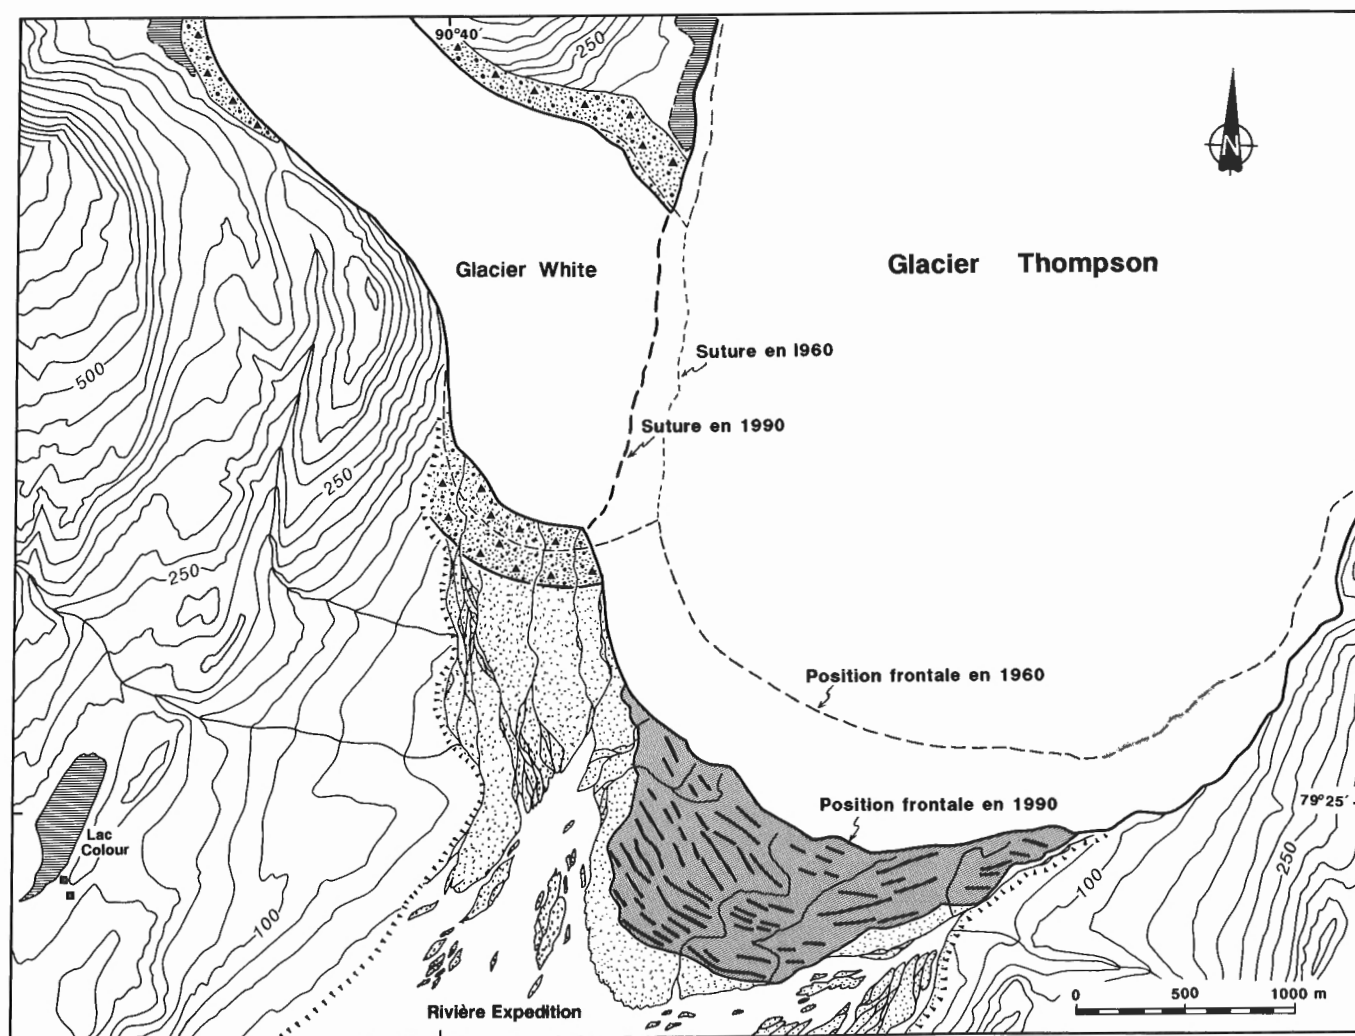 90°40′
250
N
Glacier White
Glacier Thompson
Suture en 1960
500
Suture en 1990
250
250
Position frontale en 1960
79°25′
Position frontale en 1990
Lac
Colour
250
100
100
0 500 1000 m
Rivière Expedition